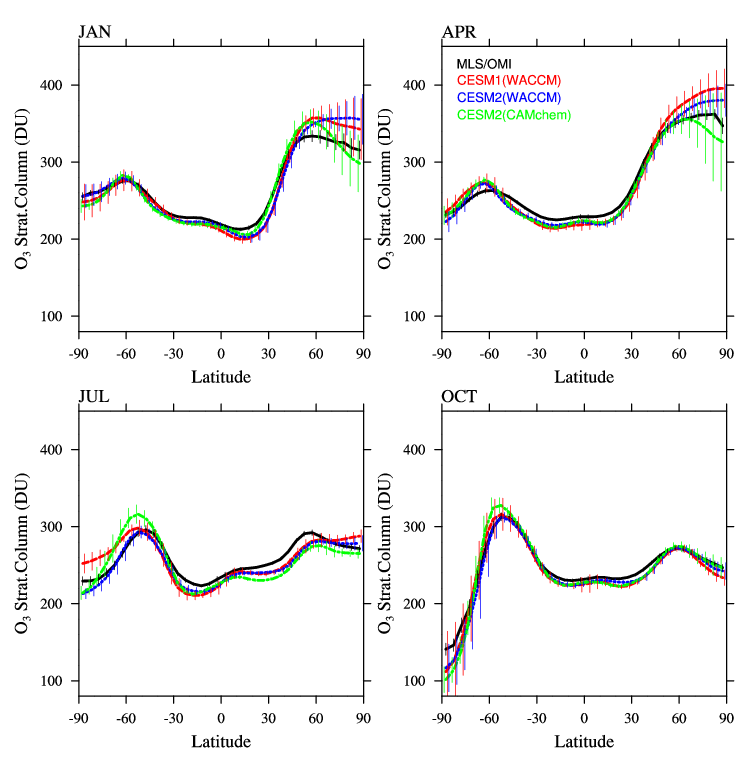 JAN
400
300
200
100
O3 Strat.Column (DU)
-90 -60 -30 0 30 60 90
Latitude
APR
MLS/OMI
CESM1(WACCM)
CESM2(WACCM)
CESM2(CAMchem)
400
300
200
100
O3 Strat.Column (DU)
-90 -60 -30 0 30 60 90
Latitude
JUL
400
300
200
100
O3 Strat.Column (DU)
-90 -60 -30 0 30 60 90
Latitude
OCT
400
300
200
100
O3 Strat.Column (DU)
-90 -60 -30 0 30 60 90
Latitude